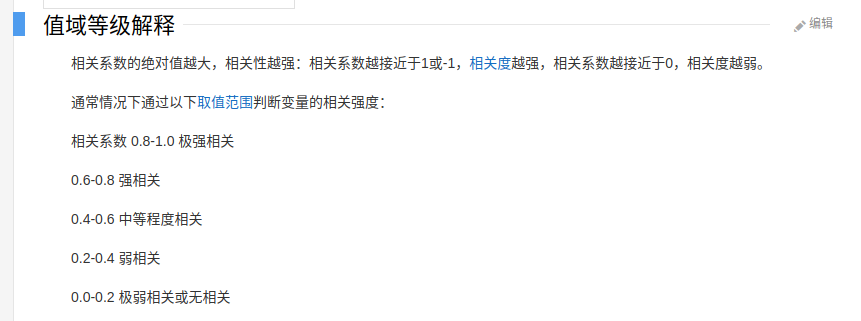 值域等级解释
编辑
相关系数的绝对值越大，相关性越强：相关系数越接近于1或-1，相关度越强，相关系数越接近于0，相关度越弱。
通常情况下通过以下取值范围判断变量的相关强度：
相关系数 0.8-1.0 极强相关
0.6-0.8 强相关
0.4-0.6 中等程度相关
0.2-0.4 弱相关
0.0-0.2 极弱相关或无相关